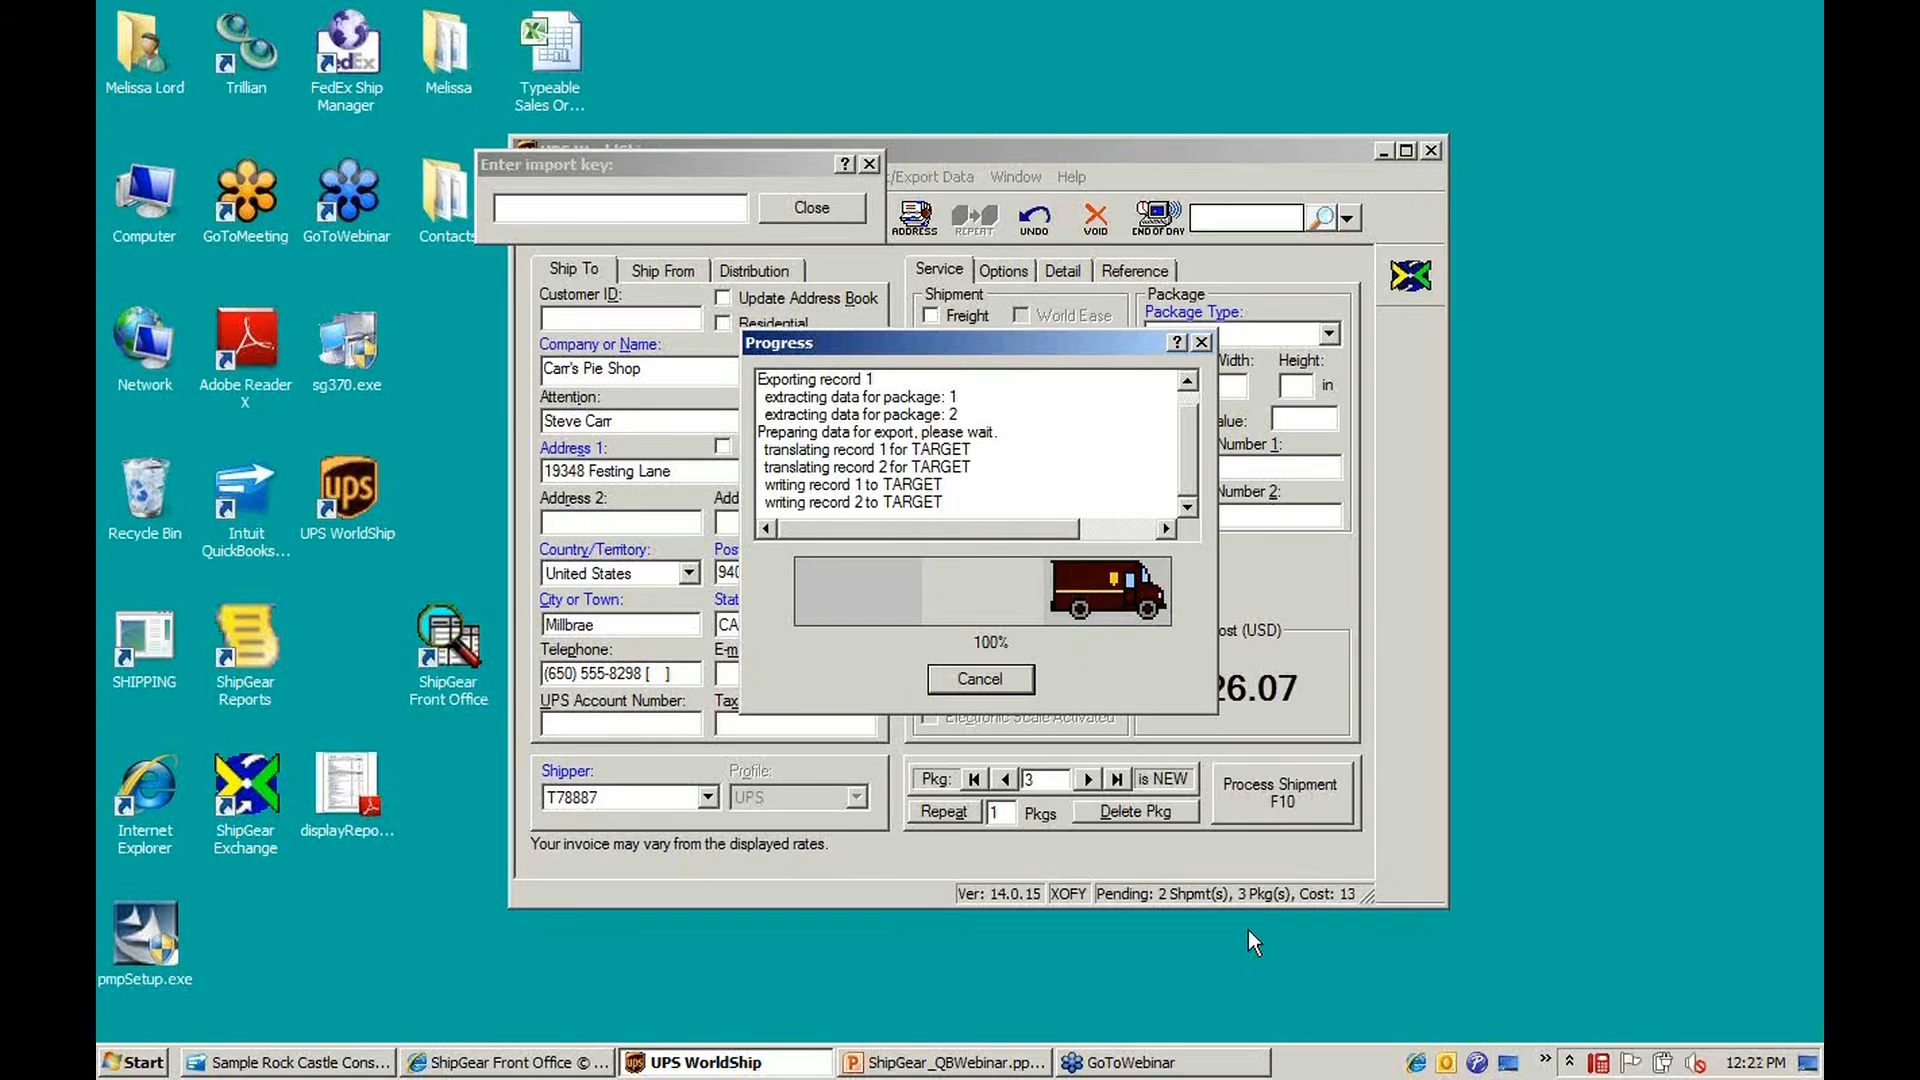 Melissa Lord
Trillian
FedEx Ship
Manager
Melissa
Typeable
Sales Or...
Computer
GoToMeeting
GoToWebinar
Contacts
Network
Adobe Reader
X
sg370.exe
Recycle Bin
Intuit
QuickBooks...
UPS WorldShip
SHIPPING
ShipGear
Reports
ShipGear
Front Office
Internet
Explorer
ShipGear
Exchange
displayRepo...
pmpSetup.exe
Enter import key:
Close
/Export Data Window Help
ADDRESS REPEAT UNDO VOID END OF DAY
Ship To Ship From Distribution
Customer ID:
Update Address Book
Residential
Company or Name:
Carr's Pie Shop
Attention:
Steve Carr
Address 1:
19348 Festing Lane
Address 2:
Country/Territory:
United States
940
City or Town:
Millbrae
CA
Telephone:
(650) 555-8298 [ ]
UPS Account Number:
Tax
Service Options Detail Reference
Shipment
Freight World Ease
Package
Package Type:
Width: Height:
in
Number 1:
Number 2:
26.07
Electronic Scale Activated
Progress
Exporting record 1
extracting data for package: 1
extracting data for package: 2
Preparing data for export, please wait.
translating record 1 for TARGET
translating record 2 for TARGET
writing record 1 to TARGET
writing record 2 to TARGET
100%
Cancel
Shipper:
T78887
Profile:
UPS
Pkg: 3 is NEW
Repeat 1 Pkgs Delete Pkg
Process Shipment
F10
Your invoice may vary from the displayed rates.
Ver: 14.0.15 XOFY Pending: 2 Shpmt(s), 3 Pkg(s), Cost: 13
Start Sample Rock Castle Cons... ShipGear Front Office © ... UPS WorldShip ShipGear_QBWebinar.pp... GoToWebinar 12:22 PM